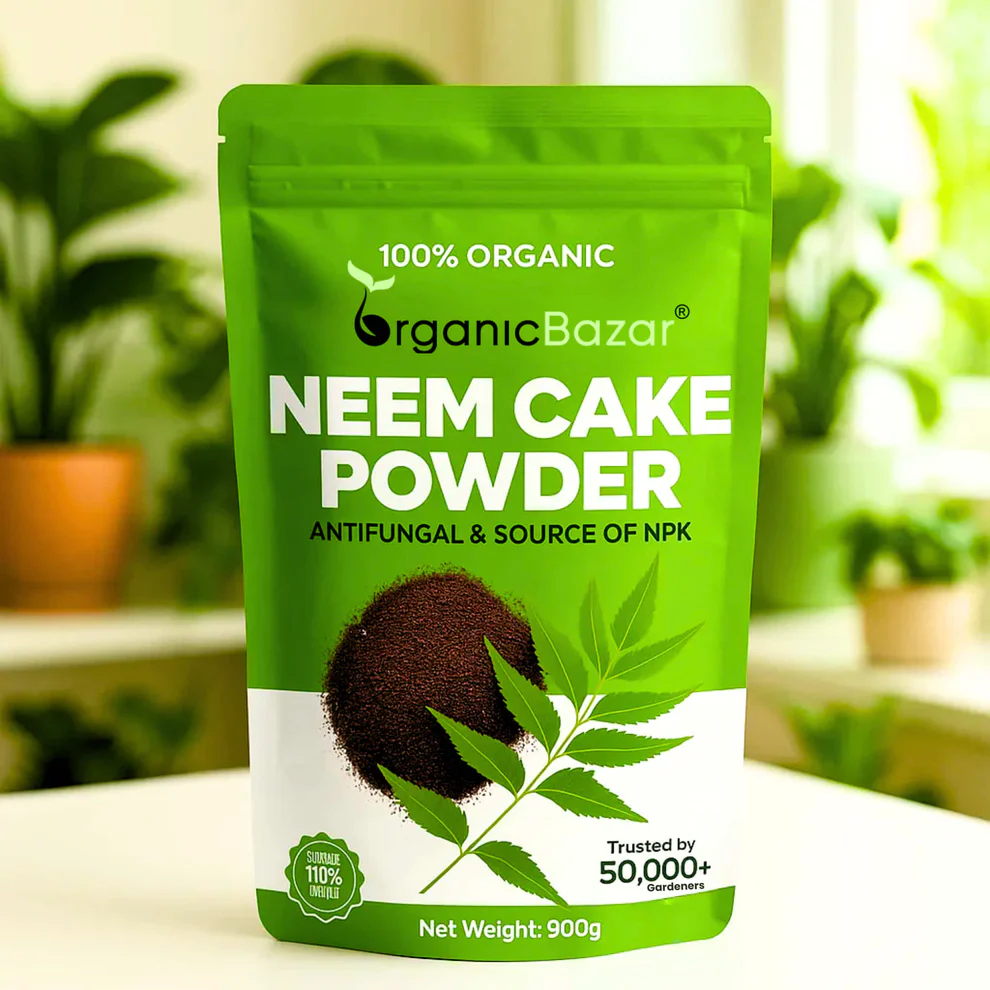 100% ORGANIC
OrganicBazar®
NEEM CAKE
POWDER
ANTIFUNGAL & SOURCE OF NPK
110%
Trusted by
50,000+
Gardeners
Net Weight: 900g